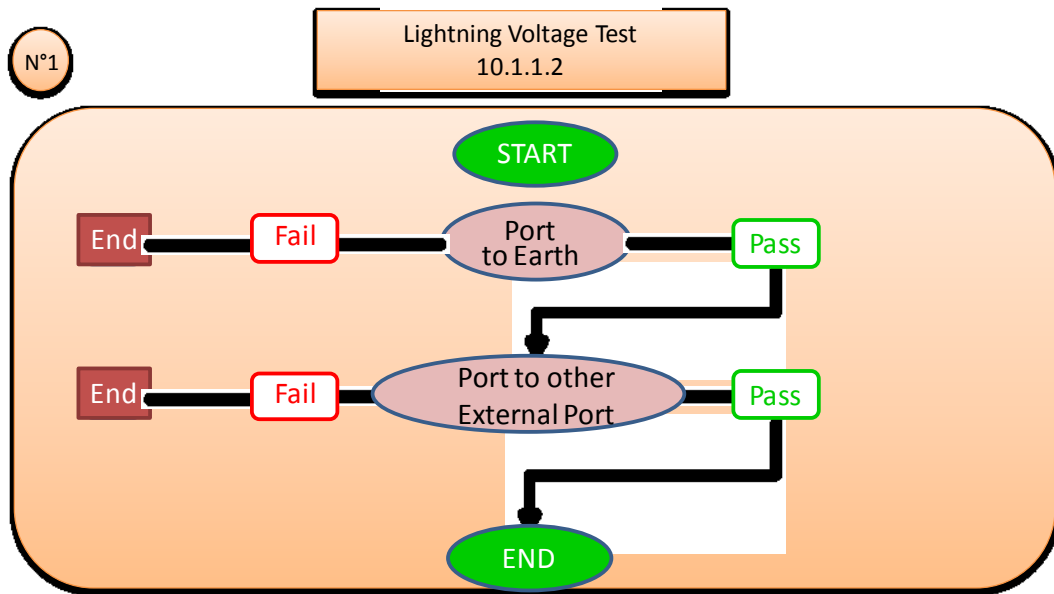 N°1
Lightning Voltage Test
10.1.1.2
START
End
Fail
Port
to Earth
Pass
End
Fail
Port to other
External Port
Pass
END